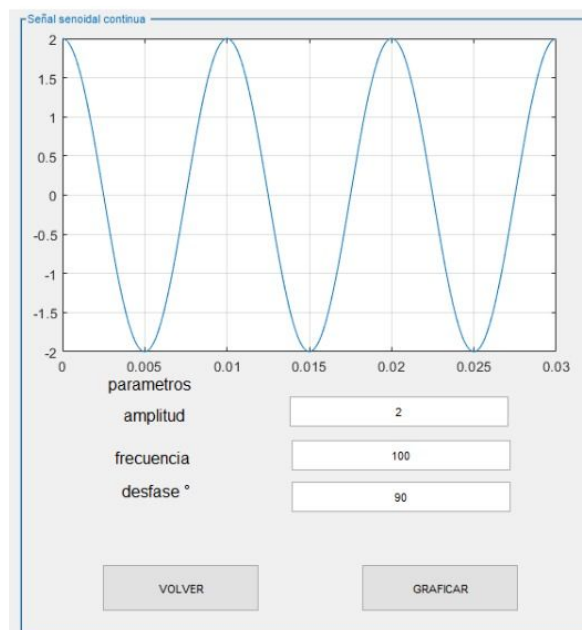 Señal senoidal continua
2
1.5
1
0.5
0
-0.5
-1
-1.5
-2
0 0.005 0.01 0.015 0.02 0.025 0.03
parametros
amplitud 2
frecuencia 100
desfase ° 90
VOLVER GRAFICAR